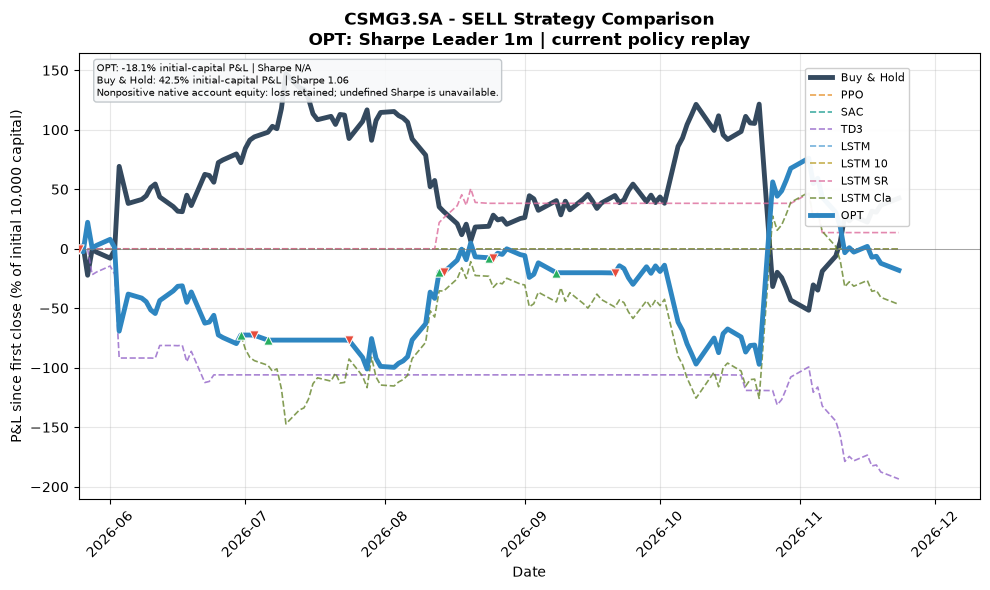 CSMG3.SA - SELL Strategy Comparison
OPT: Sharpe Leader 1m | current policy replay
OPT: -18.1% initial-capital P&L | Sharpe N/A
Buy & Hold: 42.5% initial-capital P&L | Sharpe 1.06
Nonpositive native account equity: loss retained; undefined Sharpe is unavailable.
Buy & Hold
PPO
SAC
TD3
LSTM
LSTM 10
LSTM SR
LSTM Cla
OPT
P&L since first close (% of initial 10,000 capital)
150
100
50
0
−50
−100
−150
−200
2026-06
2026-07
2026-08
2026-09
2026-10
2026-11
2026-12
Date